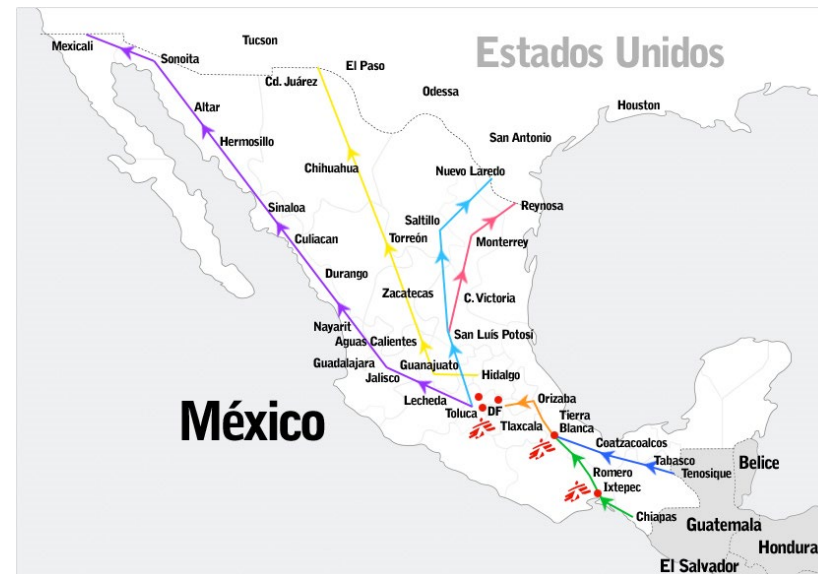 Mexicali
Sonoita
Tucson
Cd. Juárez
El Paso
Estados Unidos
Odessa
Houston
Altar
Hermosillo
San Antonio
Chihuahua
Nuevo Laredo
Sinaloa
Saltillo
Reynosa
Culiacan
Torreón
Monterrey
Durango
Zacatecas
C. Victoria
Nayarit
San Luís Potosí
Aguas Calientes
Guadalajara
Guanajuato
Hidalgo
Jalisco
Lecheda
Orizaba
Toluca
DF
México
Tlaxcala
Tierra
Blanca
Coatzacoalcos
Tabasco
Tenosique
Belice
Romero
Ixtepec
Chiapas
Guatemala
Hondura
El Salvador